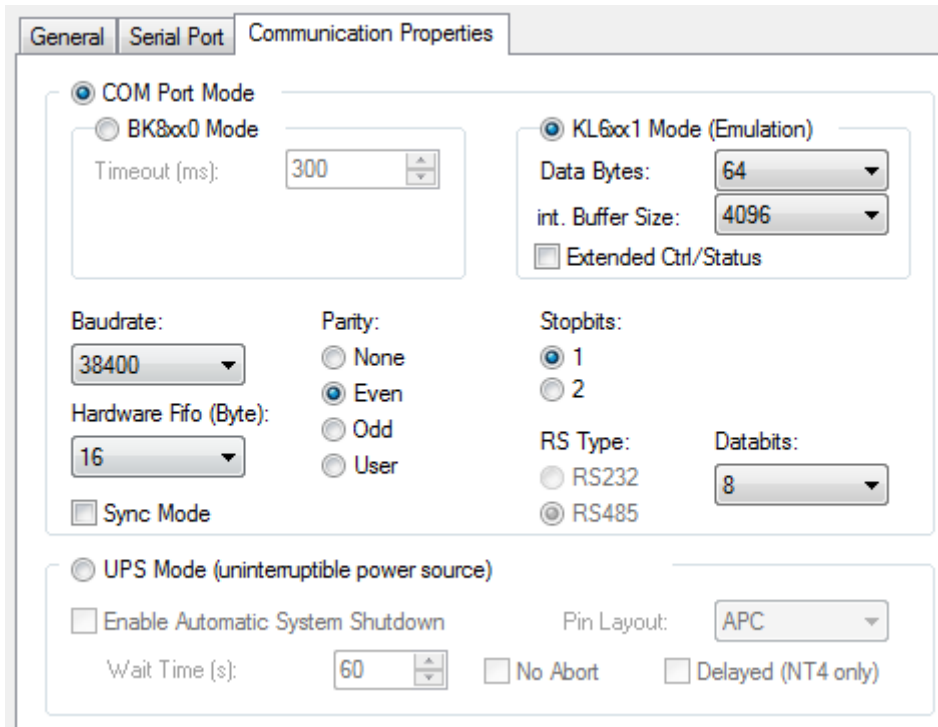 General Serial Port Communication Properties
COM Port Mode
BK8xx0 Mode KL6xx1 Mode (Emulation)
Timeout (ms): 300 Data Bytes: 64
int. Buffer Size: 4096
Extended Ctrl/Status
Baudrate: Parity: Stopbits:
38400 None 1
Even 2
Hardware Fifo (Byte): Odd RS Type: Databits:
16 User RS232 8
Sync Mode RS485
UPS Mode (uninterruptible power source)
Enable Automatic System Shutdown Pin Layout: APC
Wait Time (s): 60 No Abort Delayed (NT4 only)